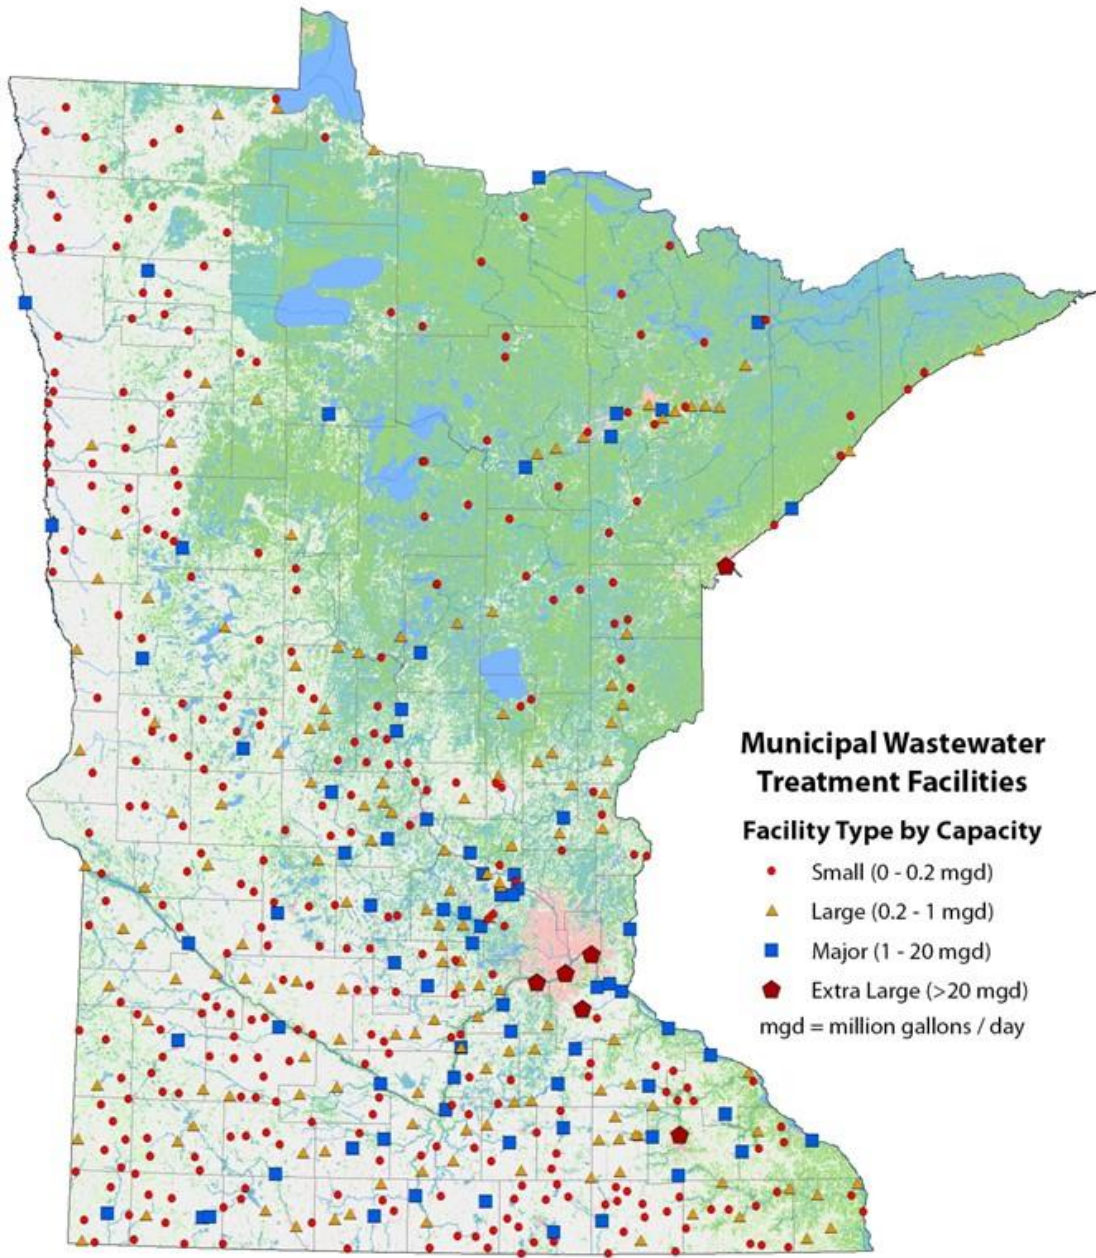 Municipal Wastewater
Treatment Facilities
Facility Type by Capacity
Small (0 - 0.2 mgd)
Large (0.2 - 1 mgd)
Major (1 - 20 mgd)
Extra Large (>20 mgd)
mgd = million gallons / day